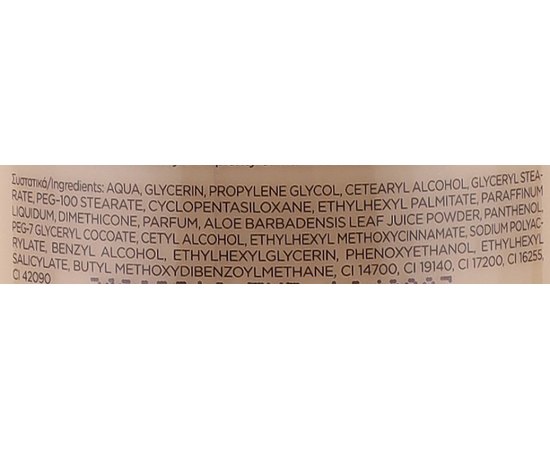 Συστατικά/Ingredients: AQUA, GLYCERIN, PROPYLENE GLYCOL, CETEARYL ALCOHOL, GLYCERYL STEA-
RATE, PEG-100 STEARATE, CYCLOPENTASILOXANE, ETHYLHEXYL PALMITATE, PARAFFINUM
LIQUIDUM, DIMETHICONE, PARFUM, ALOE BARBADENSIS LEAF JUICE POWDER, PANTHENOL,
PEG-7 GLYCERYL COCOATE, CETYL ALCOHOL, ETHYLHEXYL METHOXYCINNAMATE, SODIUM POLYAC-
RYLATE, BENZYL ALCOHOL, ETHYLHEXYLGLYCERIN, PHENOXYETHANOL, ETHYLHEXYL
SALICYLATE, BUTYL METHOXYDIBENZOYLMETHANE, CI 14700, CI 19140, CI 17200, CI 16255,
CI 42090